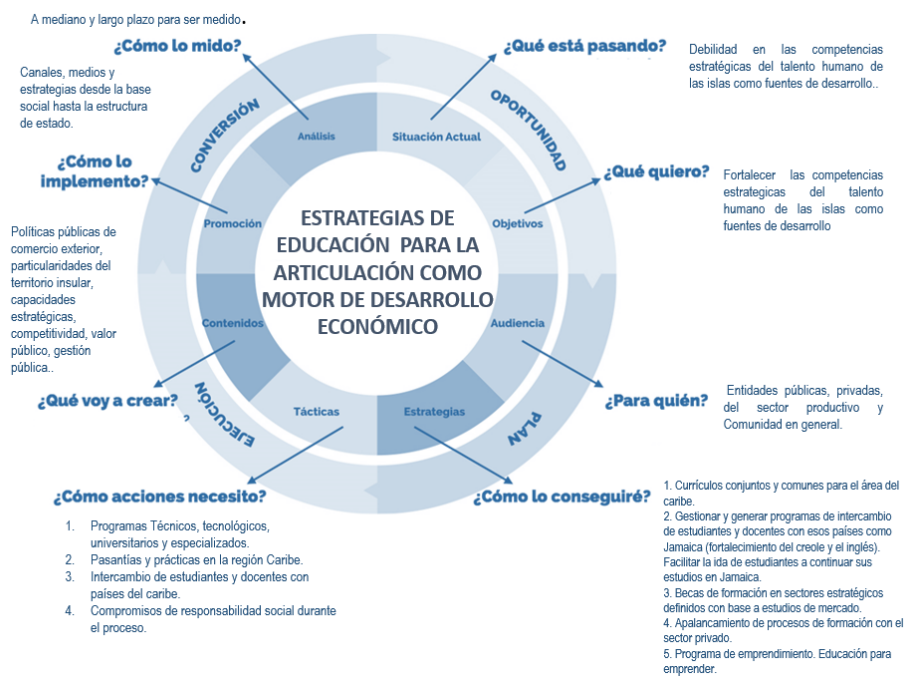 A mediano y largo plazo para ser medido.
¿Cómo lo mido?
Canales, medios y
estrategias desde la base
social hasta la estructura
de estado.
¿Cómo lo
implemento?
Políticas públicas de
comercio exterior,
particularidades del
territorio insular,
capacidades
estratégicas,
competitividad, valor
público, gestión
pública..
¿Qué voy a crear?
¿Cómo acciones necesito?
1. Programas Técnicos, tecnológicos,
universitarios y especializados.
2. Pasantías y prácticas en la región Caribe.
3. Intercambio de estudiantes y docentes con
países del caribe.
4. Compromisos de responsabilidad social durante
el proceso.
CONVERSIÓN
OPORTUNIDAD
PLAN
EJECUCIÓN
Análisis
Situación Actual
Promoción
Objetivos
Contenidos
Audiencia
Tácticas
Estrategias
ESTRATEGIAS DE
EDUCACIÓN PARA LA
ARTICULACIÓN COMO
MOTOR DE DESARROLLO
ECONÓMICO
¿Qué está pasando?
Debilidad en las competencias
estratégicas del talento humano de
las islas como fuentes de desarrollo..
¿Qué quiero?
Fortalecer las competencias
estrategicas del talento
humano de las islas como
fuentes de desarrollo
¿Para quién?
Entidades públicas, privadas,
del sector productivo y
Comunidad en general.
¿Cómo lo conseguiré?
1. Currículos conjuntos y comunes para el área del
caribe.
2. Gestionar y generar programas de intercambio
de estudiantes y docentes con esos países como
Jamaica (fortalecimiento del creole y el inglés).
Facilitar la ida de estudiantes a continuar sus
estudios en Jamaica.
3. Becas de formación en sectores estratégicos
definidos con base a estudios de mercado.
4. Apalancamiento de procesos de formación con el
sector privado.
5. Programa de emprendimiento. Educación para
emprender.